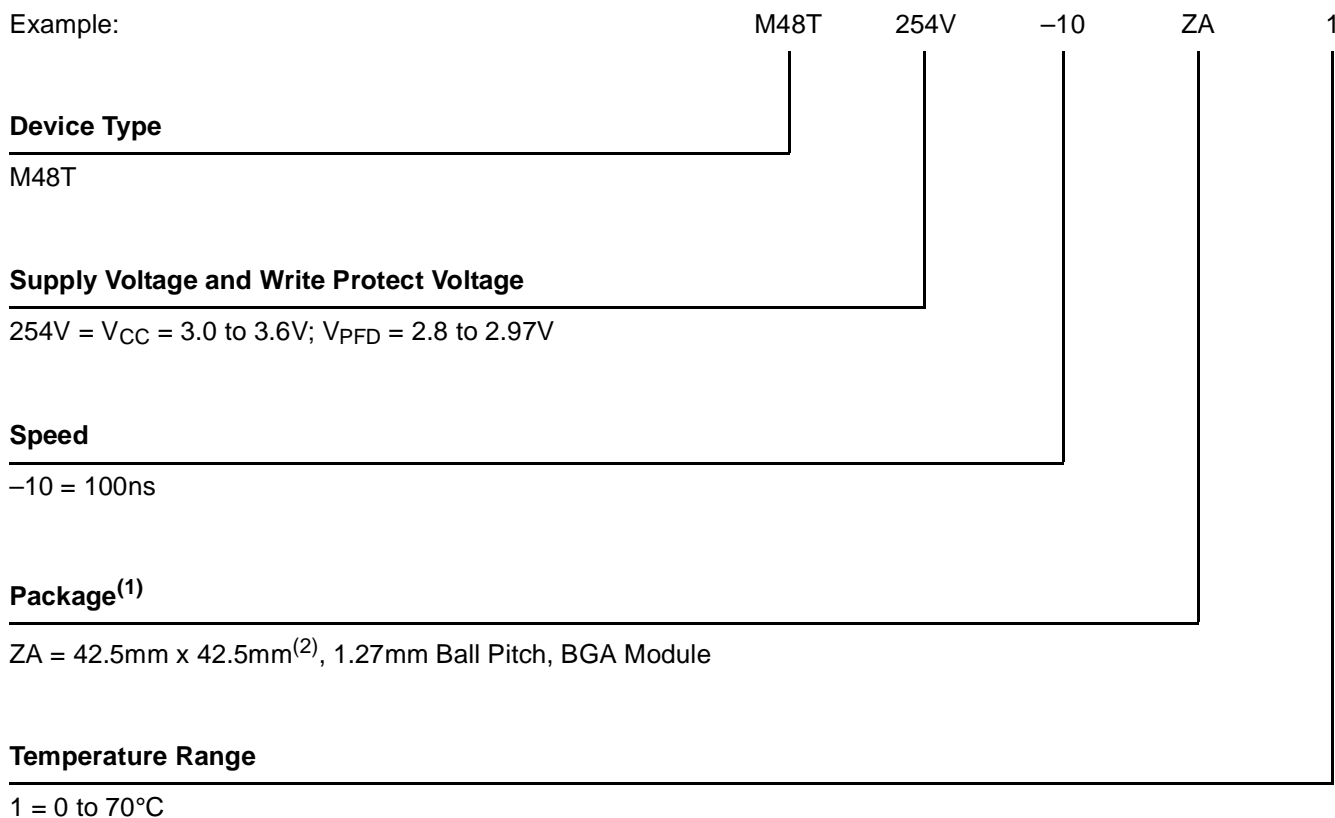 Example: M48T 254V –10 ZA 1
Device Type
M48T
Supply Voltage and Write Protect Voltage
254V = VCC = 3.0 to 3.6V; VPFD = 2.8 to 2.97V
Speed
–10 = 100ns
Package(1)
ZA = 42.5mm x 42.5mm(2), 1.27mm Ball Pitch, BGA Module
Temperature Range
1 = 0 to 70°C